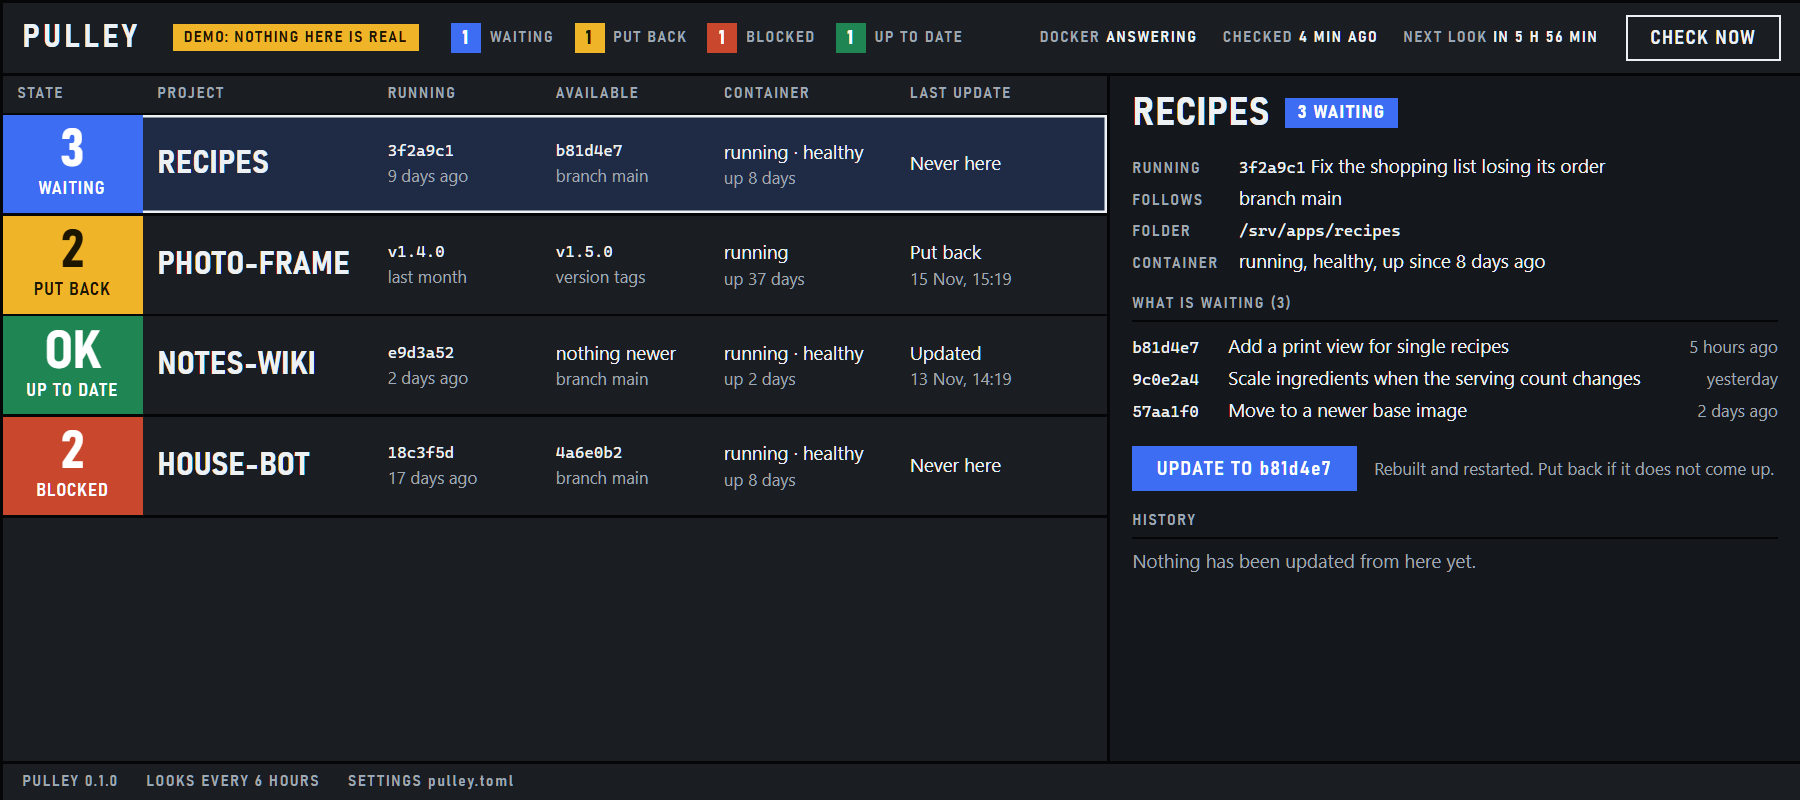 PULLEY
DEMO: NOTHING HERE IS REAL
1 WAITING
1 PUT BACK
1 BLOCKED
1 UP TO DATE
DOCKER ANSWERING
CHECKED 4 MIN AGO
NEXT LOOK IN 5 H 56 MIN
CHECK NOW
STATE PROJECT RUNNING AVAILABLE CONTAINER LAST UPDATE
3
WAITING
RECIPES
3f2a9c1
9 days ago
b81d4e7
branch main
running · healthy
up 8 days
Never here
2
PUT BACK
PHOTO-FRAME
v1.4.0
last month
v1.5.0
version tags
running
up 37 days
Put back
15 Nov, 15:19
OK
UP TO DATE
NOTES-WIKI
e9d3a52
2 days ago
nothing newer
branch main
running · healthy
up 2 days
Updated
13 Nov, 14:19
2
BLOCKED
HOUSE-BOT
18c3f5d
17 days ago
4a6e0b2
branch main
running · healthy
up 8 days
Never here
RECIPES
3 WAITING
RUNNING 3f2a9c1 Fix the shopping list losing its order
FOLLOWS branch main
FOLDER /srv/apps/recipes
CONTAINER running, healthy, up since 8 days ago
WHAT IS WAITING (3)
b81d4e7 Add a print view for single recipes 5 hours ago
9c0e2a4 Scale ingredients when the serving count changes yesterday
57aa1f0 Move to a newer base image 2 days ago
UPDATE TO b81d4e7
Rebuilt and restarted. Put back if it does not come up.
HISTORY
Nothing has been updated from here yet.
PULLEY 0.1.0
LOOKS EVERY 6 HOURS
SETTINGS pulley.toml